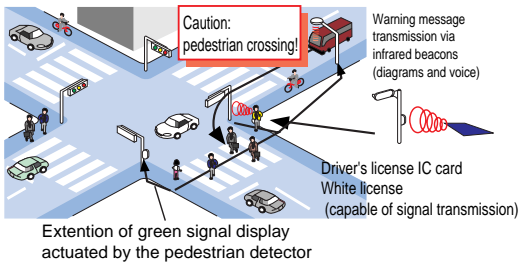 Caution:
pedestrian crossing!
Warning message
transmission via
infrared beacons
(diagrams and voice)
Driver's license IC card
White license
(capable of signal transmission)
Extention of green signal display
actuated by the pedestrian detector